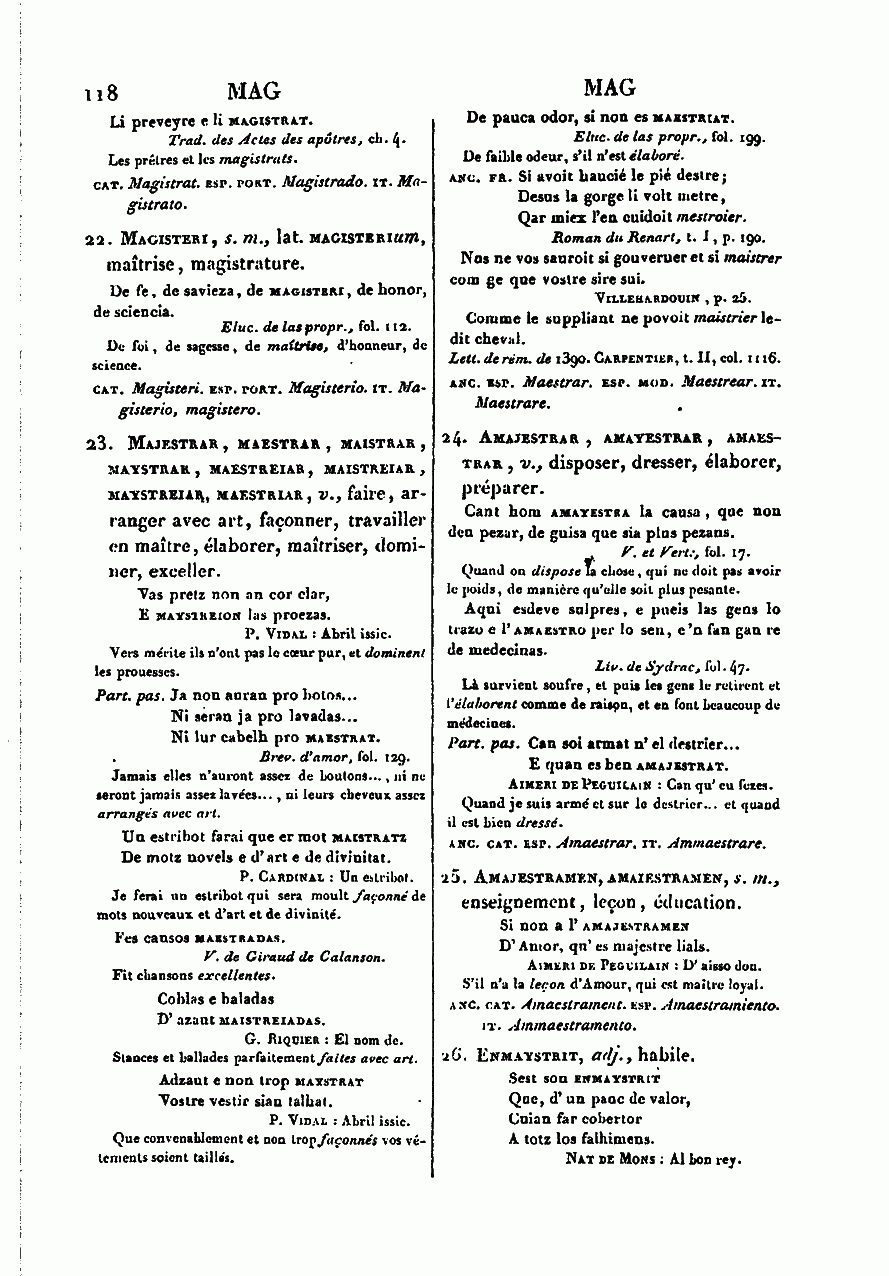 118 MAG
Li preveyre e li MAGISTRAT.
Trad. des Actes des apôtres, ch. 4.
Les prêtres et les magistrats.
CAT. Magistrat. ESP. PORT. Magistrado. IT. Ma-
gistrato.
22. MAGISTERI, s. m., lat. MAGISTERIum,
maîtrise, magistrature.
De fe, de savieza, de MAGISTERI, de honor,
de sciencia.
Eluc. de las propr., fol. 112.
De foi, de sagesse, de maîtrise, d'honneur, de
science.
CAT. Magisteri. ESP. PORT. Magisterio. IT. Ma-
gisterio, magistero.
23. MAJESTRAR, MAESTRAR, MAISTRAR,
MAYSTRAR, MAESTREIAR, MAISTREIAR,
MAYSTREIAR, MAESTRIAR, v., faire, ar-
ranger avec art, façonner, travailler
en maître, élaborer, maîtriser, domi-
ner, exceller.
Vas pretz non an cor clar,
E MAYSTREION las proezas.
P. VIDAL : Abril issic.
Vers mérite ils n'ont pas le cœur pur, et dominent
les prouesses.
Part. pas. Ja non auran pro botos...
Ni seran ja pro lavadas...
Ni lur cabelh pro MAESTRAT.
Brev. d'amor, fol. 129.
Jamais elles n'auront assez de boutons..., ni ne
seront jamais assez lavées..., ni leurs cheveux assez
arrangés avec art.
Un estribot farai que er mot MAISTRATZ
De motz novels e d'art e de divinitat.
P. CARDINAL : Un estribot.
Je ferai un estribot qui sera moult façonné de
mots nouveaux et d'art et de divinité.
Fes cansos MAESTRADAS.
V. de Giraud de Calanson.
Fit chansons excellentes.
Coblas e baladas
D'azaut MAISTREIADAS.
G. RIQUIER : El nom de.
Stances et ballades parfaitement faites avec art.
Adzaut e non trop MAYSTRAT
Vostre vestir sian talhat.
P. VIDAL : Abril issic.
Que convenablement et non trop façonnés vos vê-
tements soient taillés.
MAG
De pauca odor, si non es MAESTRIAT.
Eluc. de las propr., fol. 199.
De faible odeur, s'il n'est élaboré.
ANC. FR. Si avoit haucié le pié destre;
Desus la gorge li volt metre,
Qar miex l'en cuidoit mestroier.
Roman du Renart, t. I, p. 190.
Nus ne vos sauroit si gouverner et si maistrer
com ge que vostre sire sui.
VILLEHARDOUIN, p. 25.
Comme le suppliant ne povoit maistrier le-
dit cheval.
Lett. de rém. de 1390. CARPENTIER, t. II, col. 1116.
ANC. ESP. Maestrar. ESP. MOD. Maestrear. IT.
Maestrare.
24. AMAJESTRAR, AMAYESTRAR, AMAES-
TRAR, v., disposer, dresser, élaborer,
préparer.
Cant hom AMAYESTRA la causa, que non
deu pezar, de guisa que sia plus pezans.
V. et Vert., fol. 17.
Quand on dispose la chose, qui ne doit pas avoir
le poids, de manière qu'elle soit plus pesante.
Aqui esdeve solpres, e pueis las gens lo
trazo e l'AMAESTRO per lo sen, e'n fan gan re
de medecinas.
Liv. de Sydrac, fol. 47.
Là survient soufre, et puis les gens le retirent et
l'élaborent comme de raison, et en font beaucoup de
médecines.
Part. pas. Can soi armat n'el destrier...
E quan es ben AMAJESTRAT.
AIMERI DE PEGUILAIN : Can qu'eu fezes.
Quand je suis armé et sur le destrier... et quand
il est bien dressé.
ANC. CAT. ESP. Amaestrar. IT. Ammaestrare.
25. AMAJESTRAMEN, AMAIESTRAMEN, s. m.,
enseignement, leçon, éducation.
Si non a l'AMAJESTRAMEN
D'Amor, qu'es majestre lials.
AIMERI DE PEGUILAIN : D'aisso don.
S'il n'a la leçon d'Amour, qui est maître loyal.
ANC. CAT. Amaestrament. ESP. Amaestramiento.
IT. Ammaestramento.
26. ENMAYSTRIT, adj., habile.
Sest son ENMAYSTRIT
Que, d'un pauc de valor,
Cuian far cobertor
A totz los falhimens.
NAT DE MONS : Al bon rey.